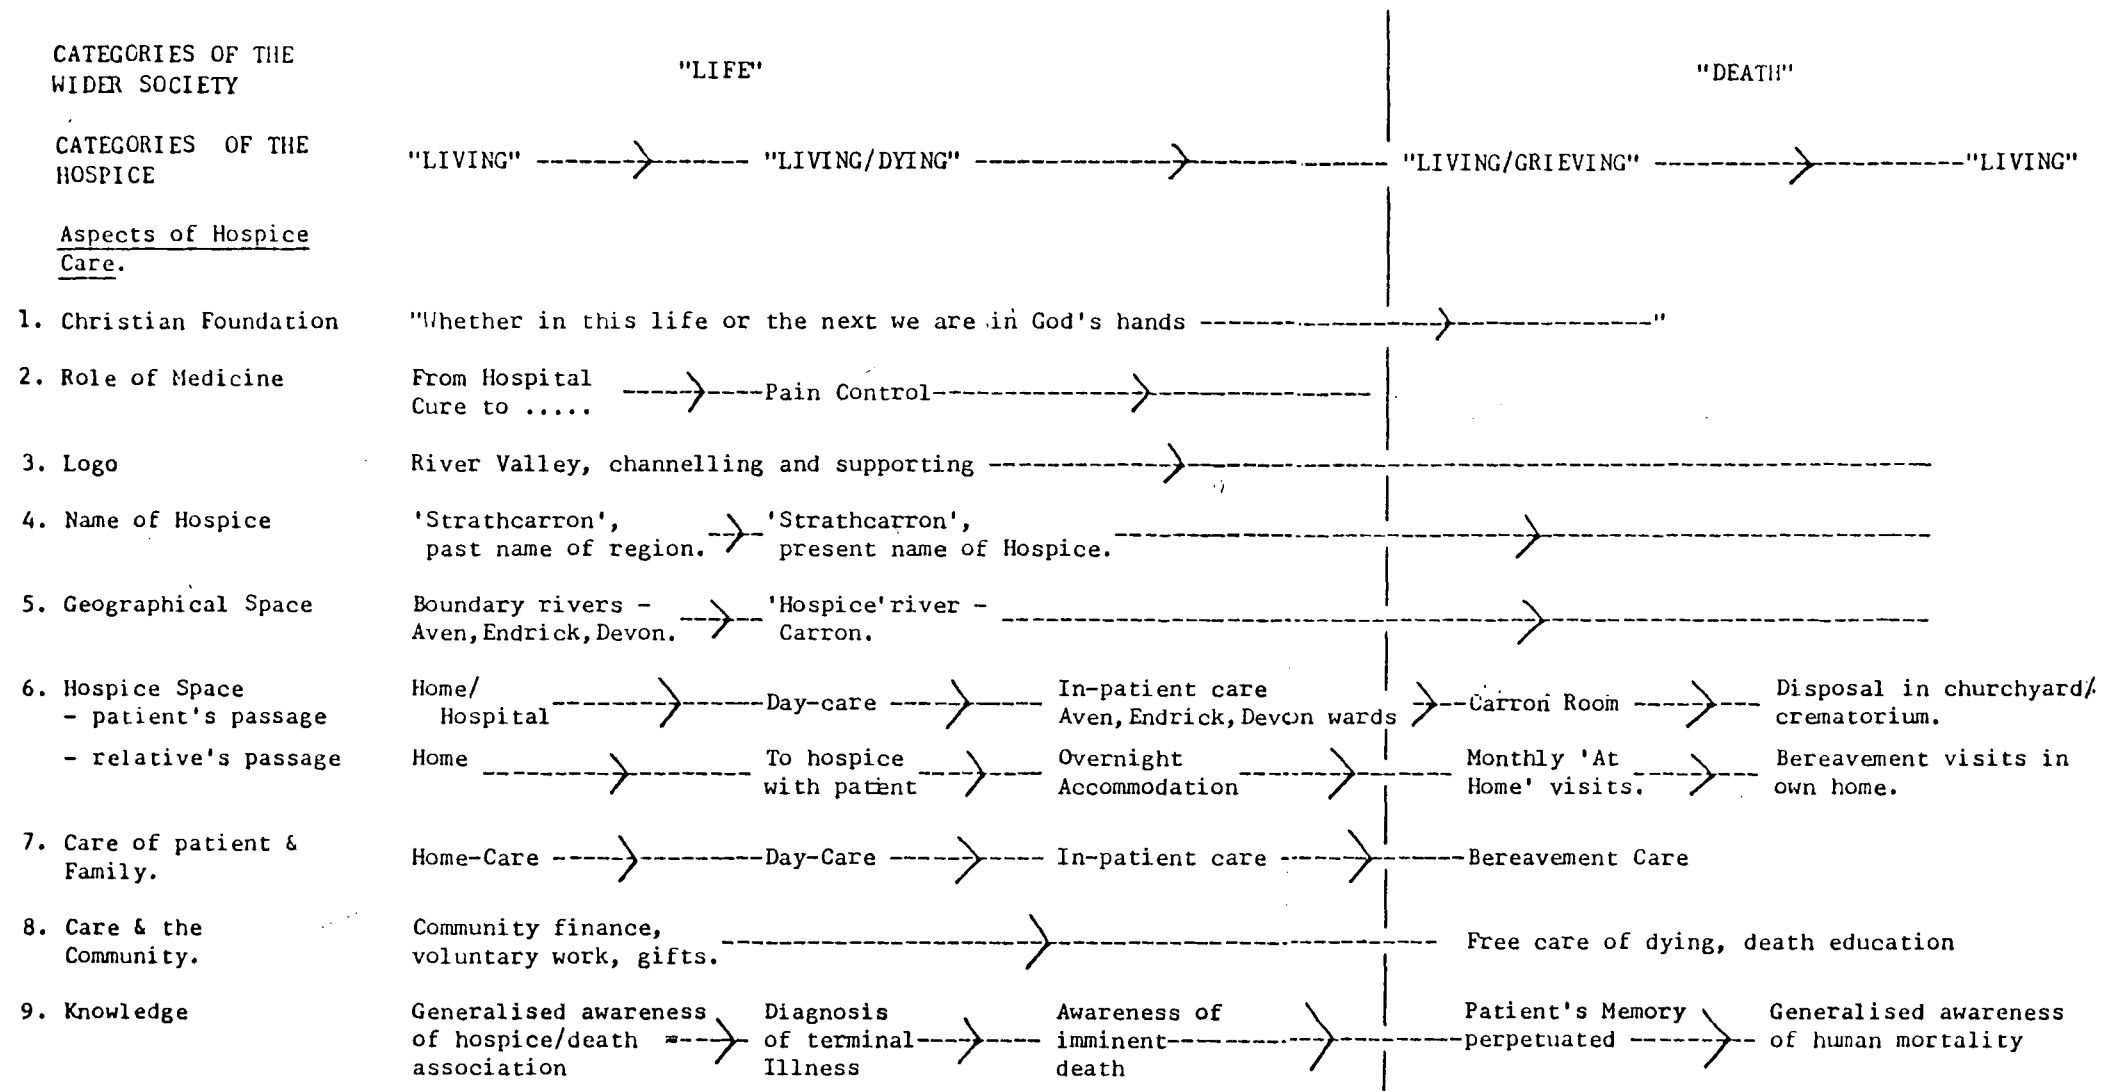 CATEGORIES OF THE
WIDER SOCIETY
"LIFE"
"DEATH"
CATEGORIES OF THE
HOSPICE
"LIVING" "LIVING/DYING" "LIVING/GRIEVING" "LIVING"
Aspects of Hospice
Care.
1. Christian Foundation
"Whether in this life or the next we are in God's hands "
2. Role of Medicine
From Hospital
Cure to .....
Pain Control
3. Logo
River Valley, channelling and supporting
4. Name of Hospice
'Strathcarron',
past name of region.
'Strathcarron',
present name of Hospice.
5. Geographical Space
Boundary rivers -
Aven,Endrick,Devon.
'Hospice'river -
Carron.
6. Hospice Space
- patient's passage
Home/
Hospital
Day-care
In-patient care
Aven,Endrick,Devon wards
Carron Room
Disposal in churchyard/
crematorium.
- relative's passage
Home
To hospice
with patient
Overnight
Accommodation
Monthly 'At
Home' visits.
Bereavement visits in
own home.
7. Care of patient &
Family.
Home-Care
Day-Care
In-patient care
Bereavement Care
8. Care & the
Community.
Community finance,
voluntary work, gifts.
Free care of dying, death education
9. Knowledge
Generalised awareness
of hospice/death
association
Diagnosis
of terminal
Illness
Awareness of
imminent
death
Patient's Memory
perpetuated
Generalised awareness
of human mortality